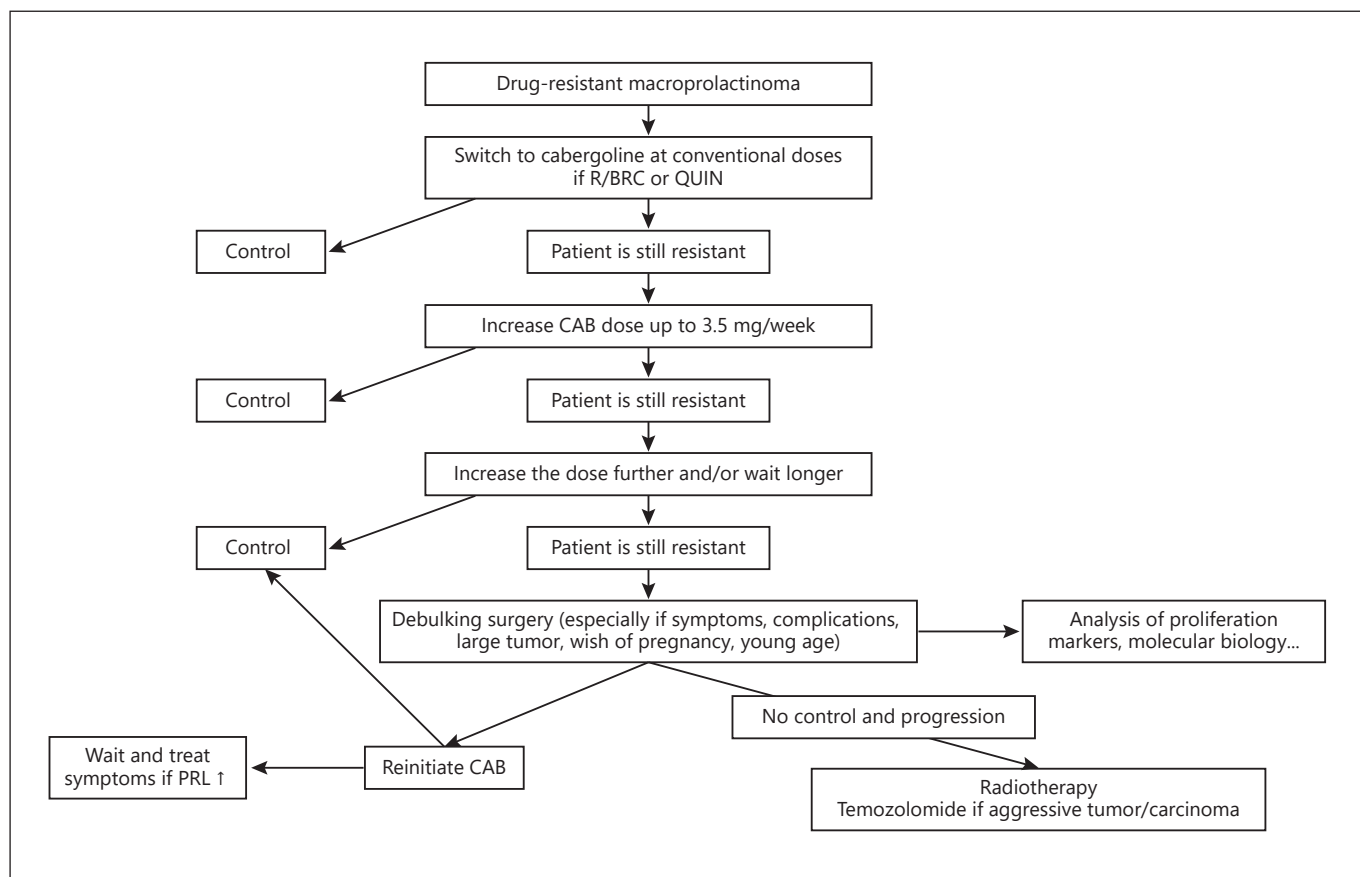 Drug-resistant macroprolactinoma
Switch to cabergoline at conventional doses
if R/BRC or QUIN
Control
Patient is still resistant
Increase CAB dose up to 3.5 mg/week
Control
Patient is still resistant
Increase the dose further and/or wait longer
Control
Patient is still resistant
Debulking surgery (especially if symptoms, complications,
large tumor, wish of pregnancy, young age)
Analysis of proliferation
markers, molecular biology...
No control and progression
Wait and treat
symptoms if PRL ↑
Reinitiate CAB
Radiotherapy
Temozolomide if aggressive tumor/carcinoma